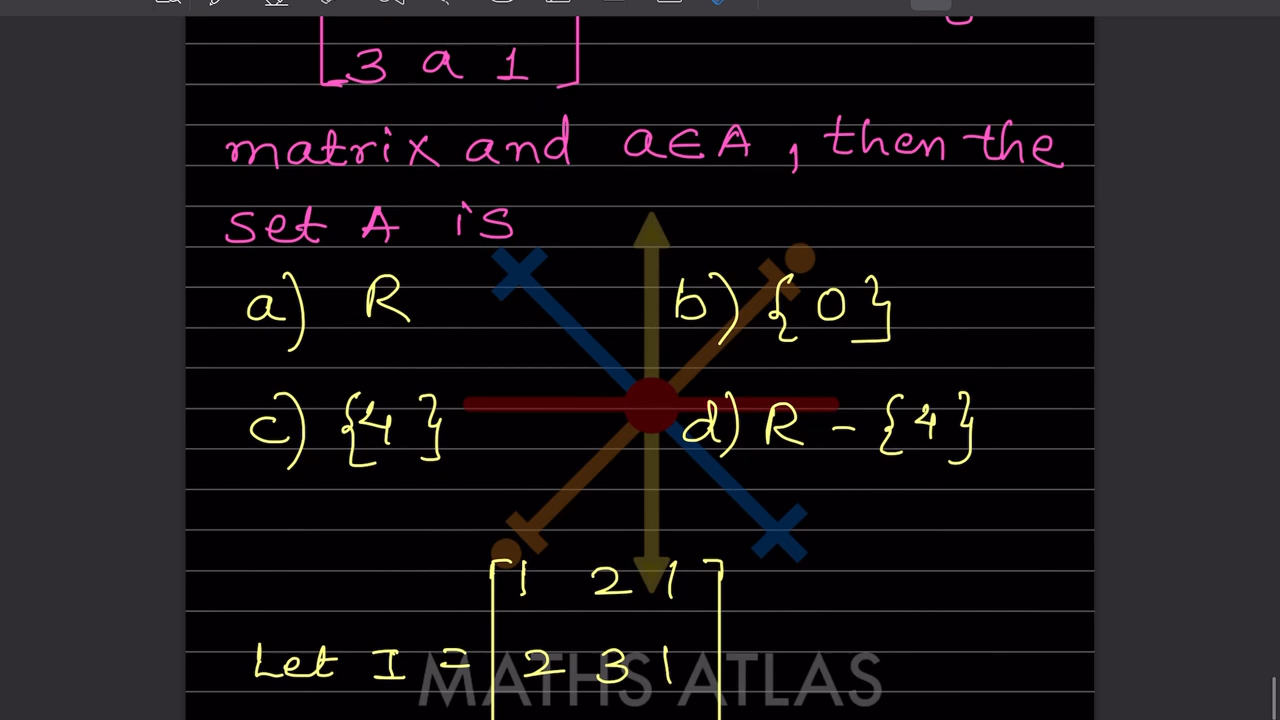 3 a 1
matrix and a∈A, then the
set A is
a) R b) {0}
c) {4} d) R - {4}
1 2 1
Let I = 2 3 1
MATHS ATLAS